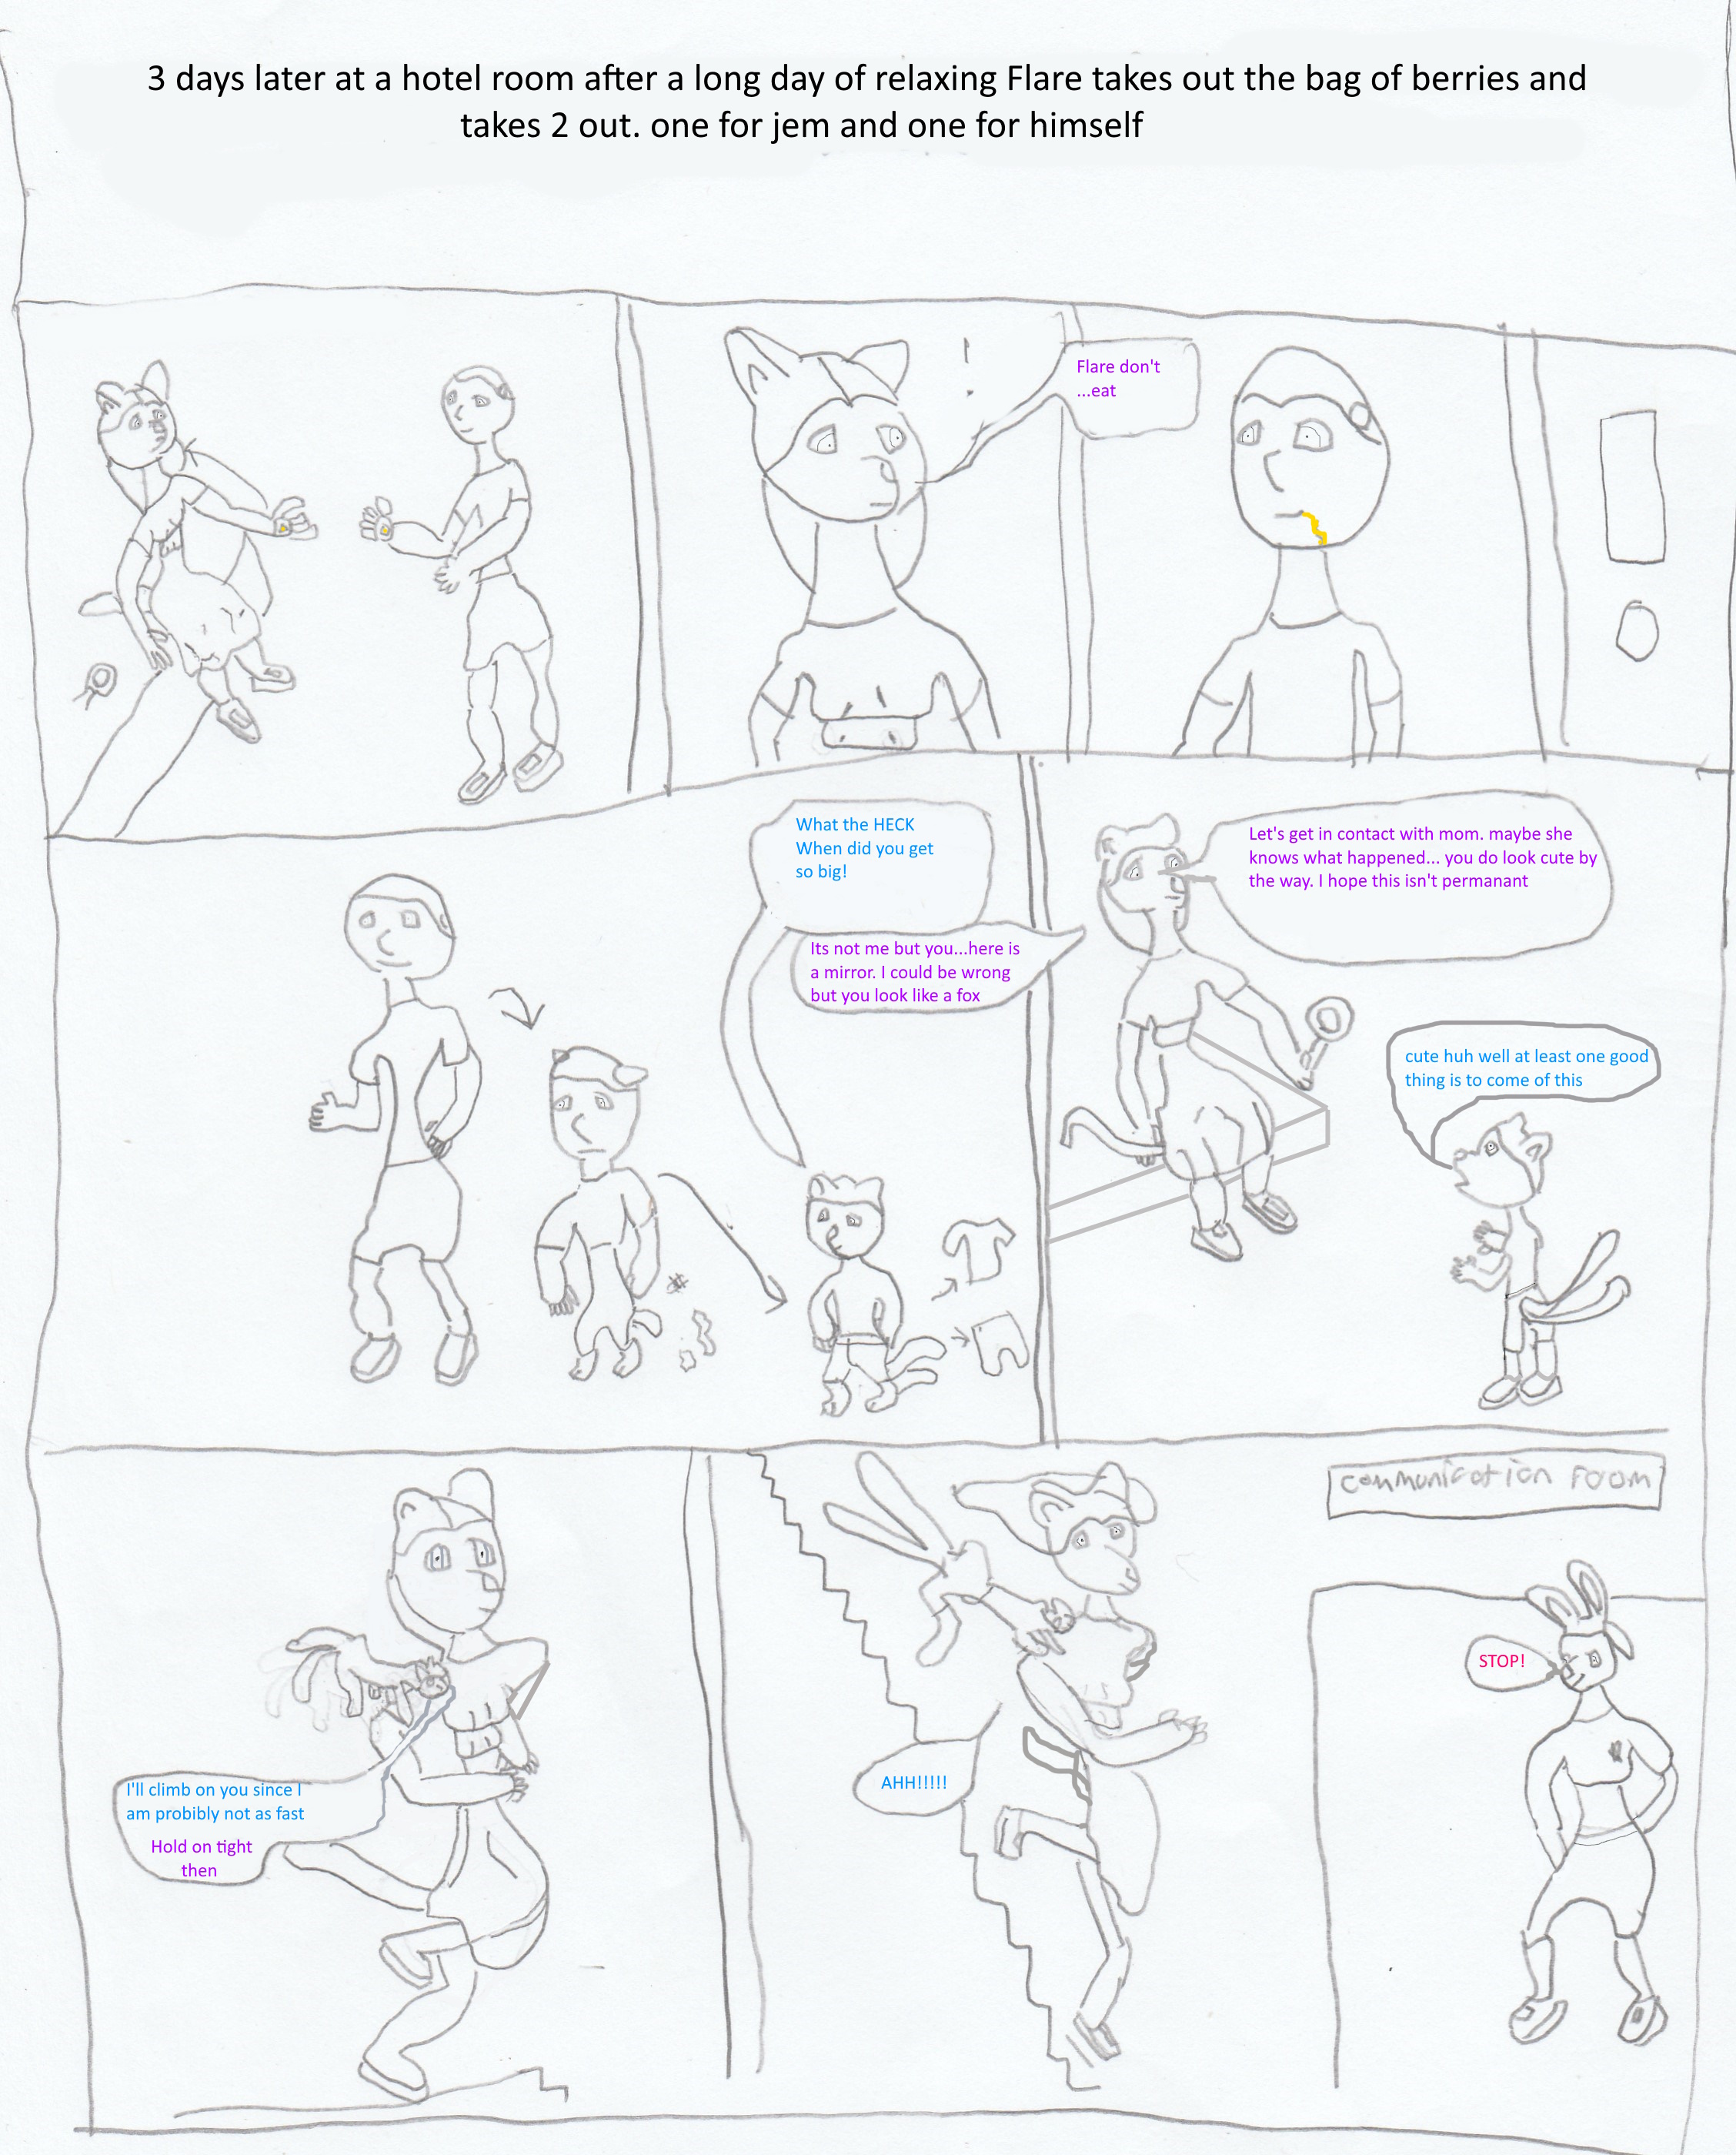 3 days later at a hotel room after a long day of relaxing Flare takes out the bag of berries and
takes 2 out. one for jem and one for himself
!
Flare don't
...eat
What the HECK
When did you get
so big!
Its not me but you...here is
a mirror. I could be wrong
but you look like a fox
Let's get in contact with mom. maybe she
knows what happened... you do look cute by
the way. I hope this isn't permanant
cute huh well at least one good
thing is to come of this
I'll climb on you since I
am probibly not as fast
Hold on tight
then
AHH!!!!!
communication room
STOP!